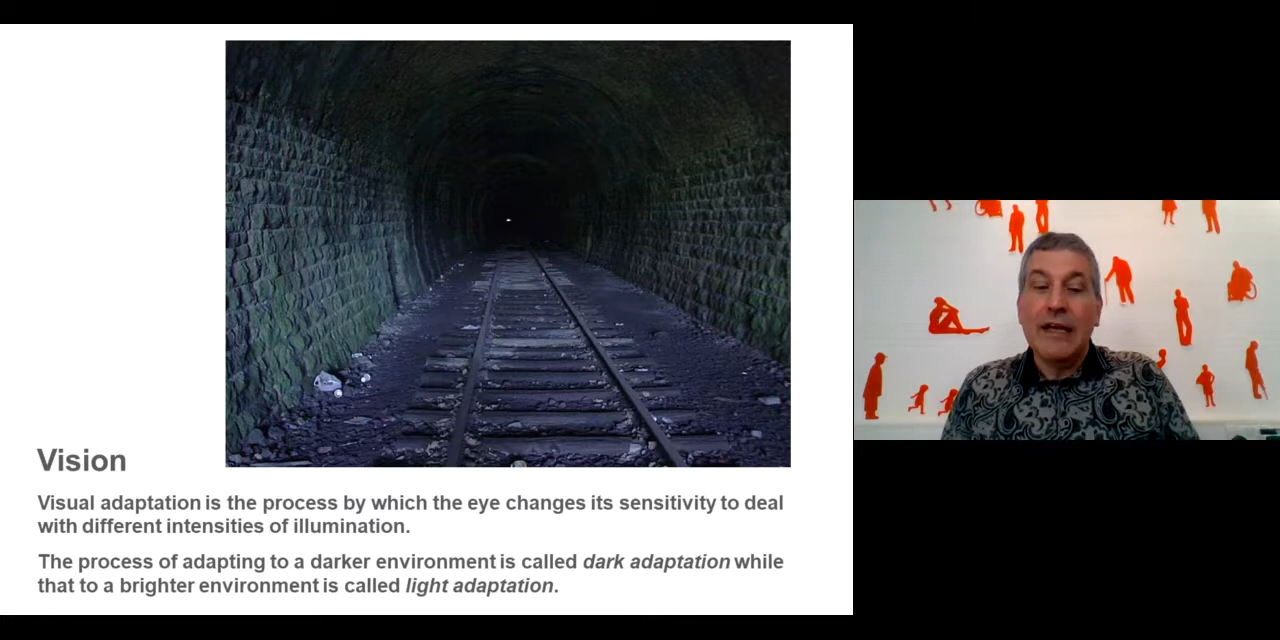 Vision
Visual adaptation is the process by which the eye changes its sensitivity to deal
with different intensities of illumination.
The process of adapting to a darker environment is called dark adaptation while
that to a brighter environment is called light adaptation.